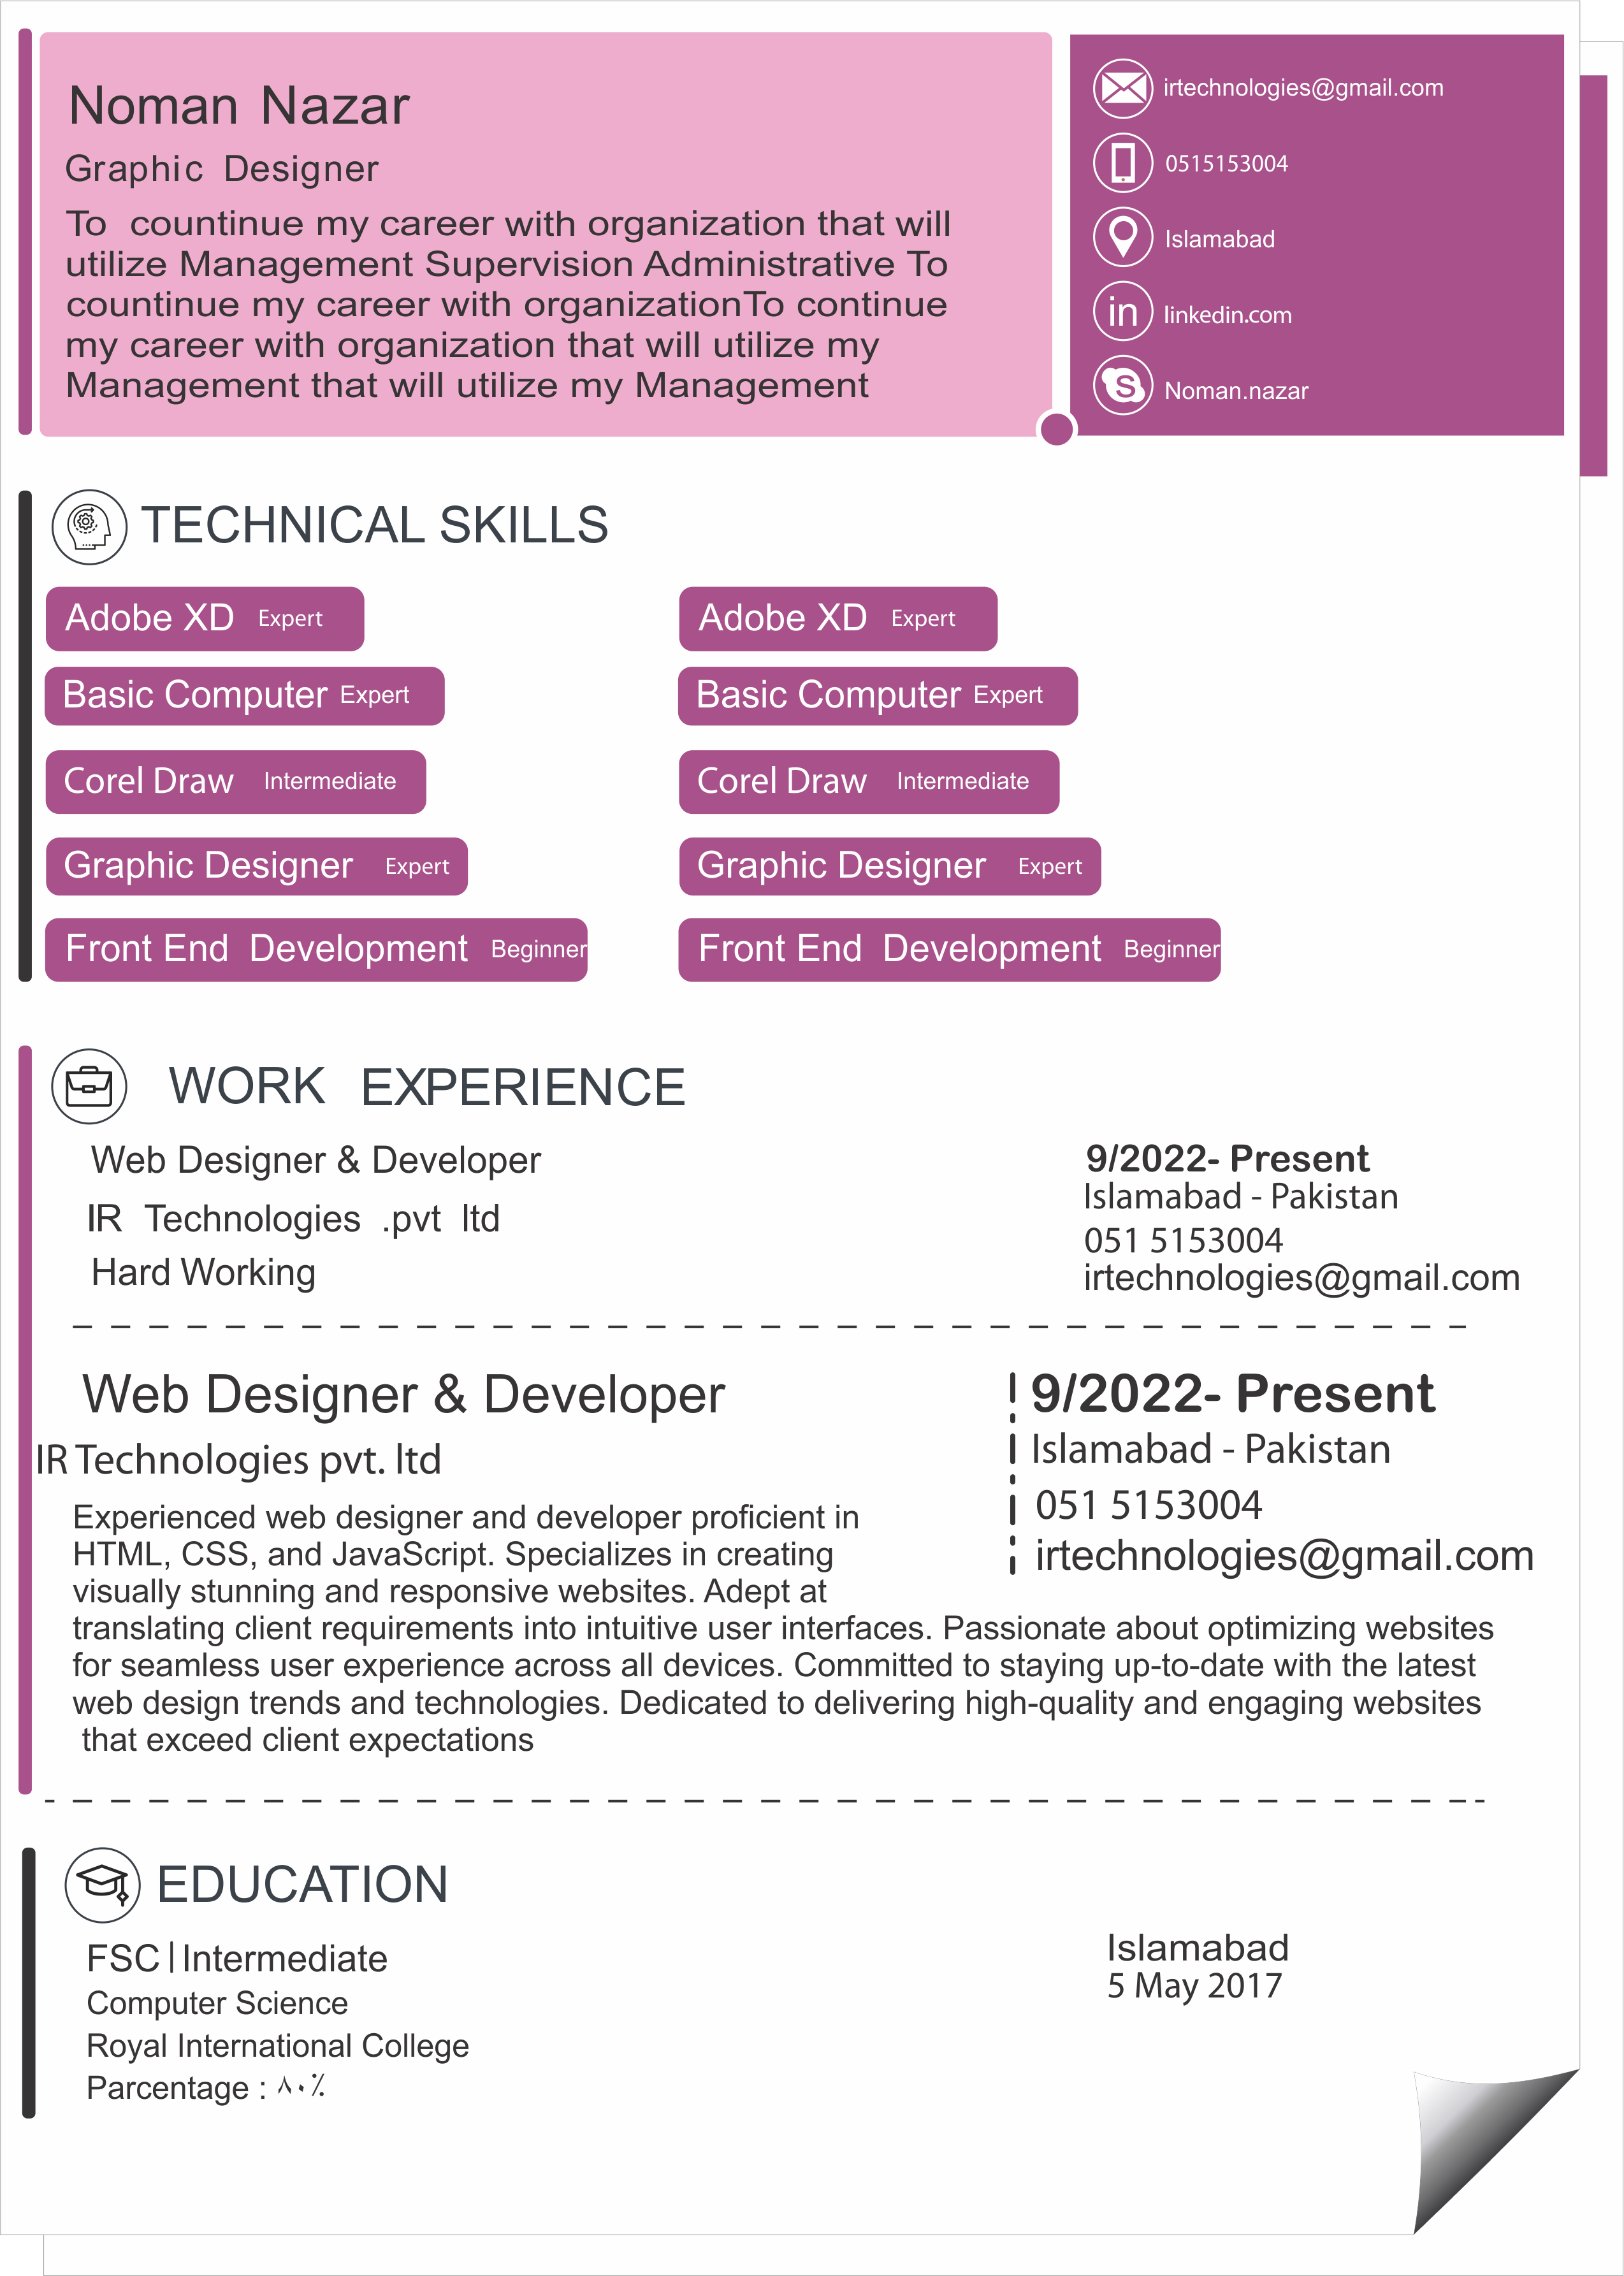 Noman Nazar
Graphic Designer
To countinue my career with organization that will
utilize Management Supervision Administrative To
countinue my career with organizationTo continue
my career with organization that will utilize my
Management that will utilize my Management
irtechnologies@gmail.com
0515153004
Islamabad
in linkedin.com
S Noman.nazar
TECHNICAL SKILLS
Adobe XD Expert
Basic Computer Expert
Corel Draw Intermediate
Graphic Designer Expert
Front End Development Beginner
Adobe XD Expert
Basic Computer Expert
Corel Draw Intermediate
Graphic Designer Expert
Front End Development Beginner
WORK EXPERIENCE
Web Designer & Developer
IR Technologies .pvt ltd
Hard Working
9/2022- Present
Islamabad - Pakistan
051 5153004
irtechnologies@gmail.com
Web Designer & Developer
IR Technologies pvt. ltd
9/2022- Present
Islamabad - Pakistan
051 5153004
irtechnologies@gmail.com
Experienced web designer and developer proficient in
HTML, CSS, and JavaScript. Specializes in creating
visually stunning and responsive websites. Adept at
translating client requirements into intuitive user interfaces. Passionate about optimizing websites
for seamless user experience across all devices. Committed to staying up-to-date with the latest
web design trends and technologies. Dedicated to delivering high-quality and engaging websites
that exceed client expectations
EDUCATION
FSC|Intermediate
Computer Science
Royal International College
Parcentage : ٨٠٪
Islamabad
5 May 2017